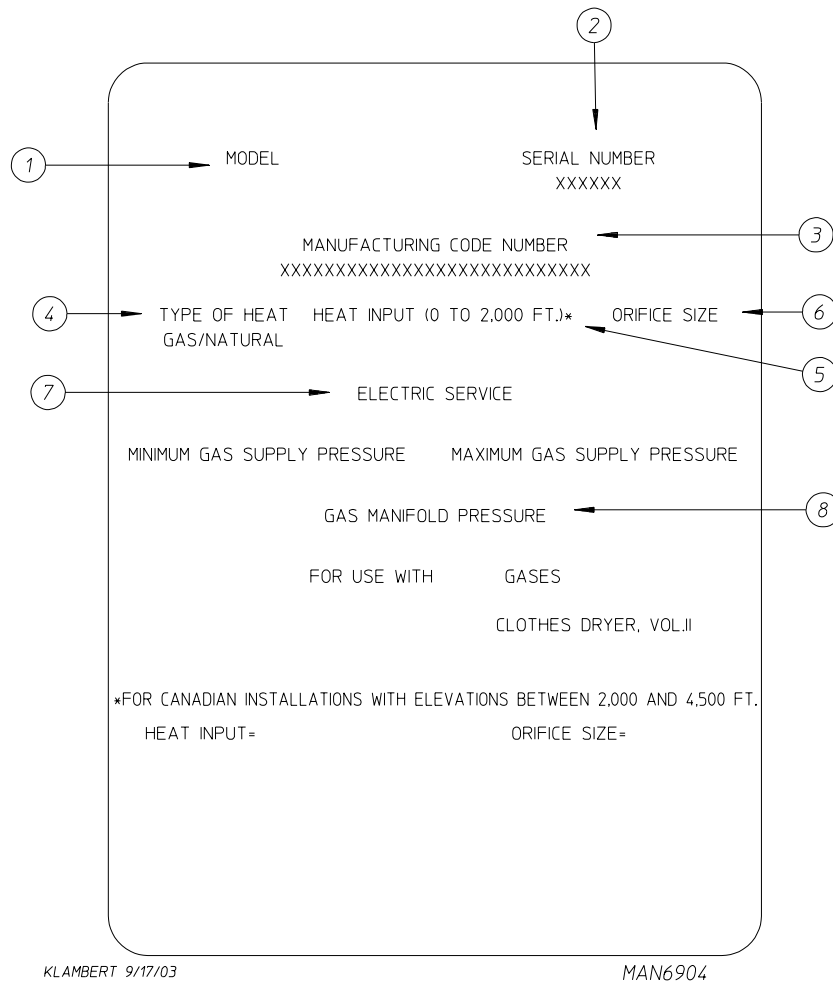 2
1 MODEL SERIAL NUMBER
XXXXXX
MANUFACTURING CODE NUMBER 3
XXXXXXXXXXXXXXXXXXXXXXXXXXXX
4 TYPE OF HEAT HEAT INPUT (0 TO 2,000 FT.)* ORIFICE SIZE 6
GAS/NATURAL
5
7 ELECTRIC SERVICE
MINIMUM GAS SUPPLY PRESSURE MAXIMUM GAS SUPPLY PRESSURE
GAS MANIFOLD PRESSURE 8
FOR USE WITH GASES
CLOTHES DRYER, VOL.II
*FOR CANADIAN INSTALLATIONS WITH ELEVATIONS BETWEEN 2,000 AND 4,500 FT.
HEAT INPUT= ORIFICE SIZE=
KLAMBERT 9/17/03 MAN6904